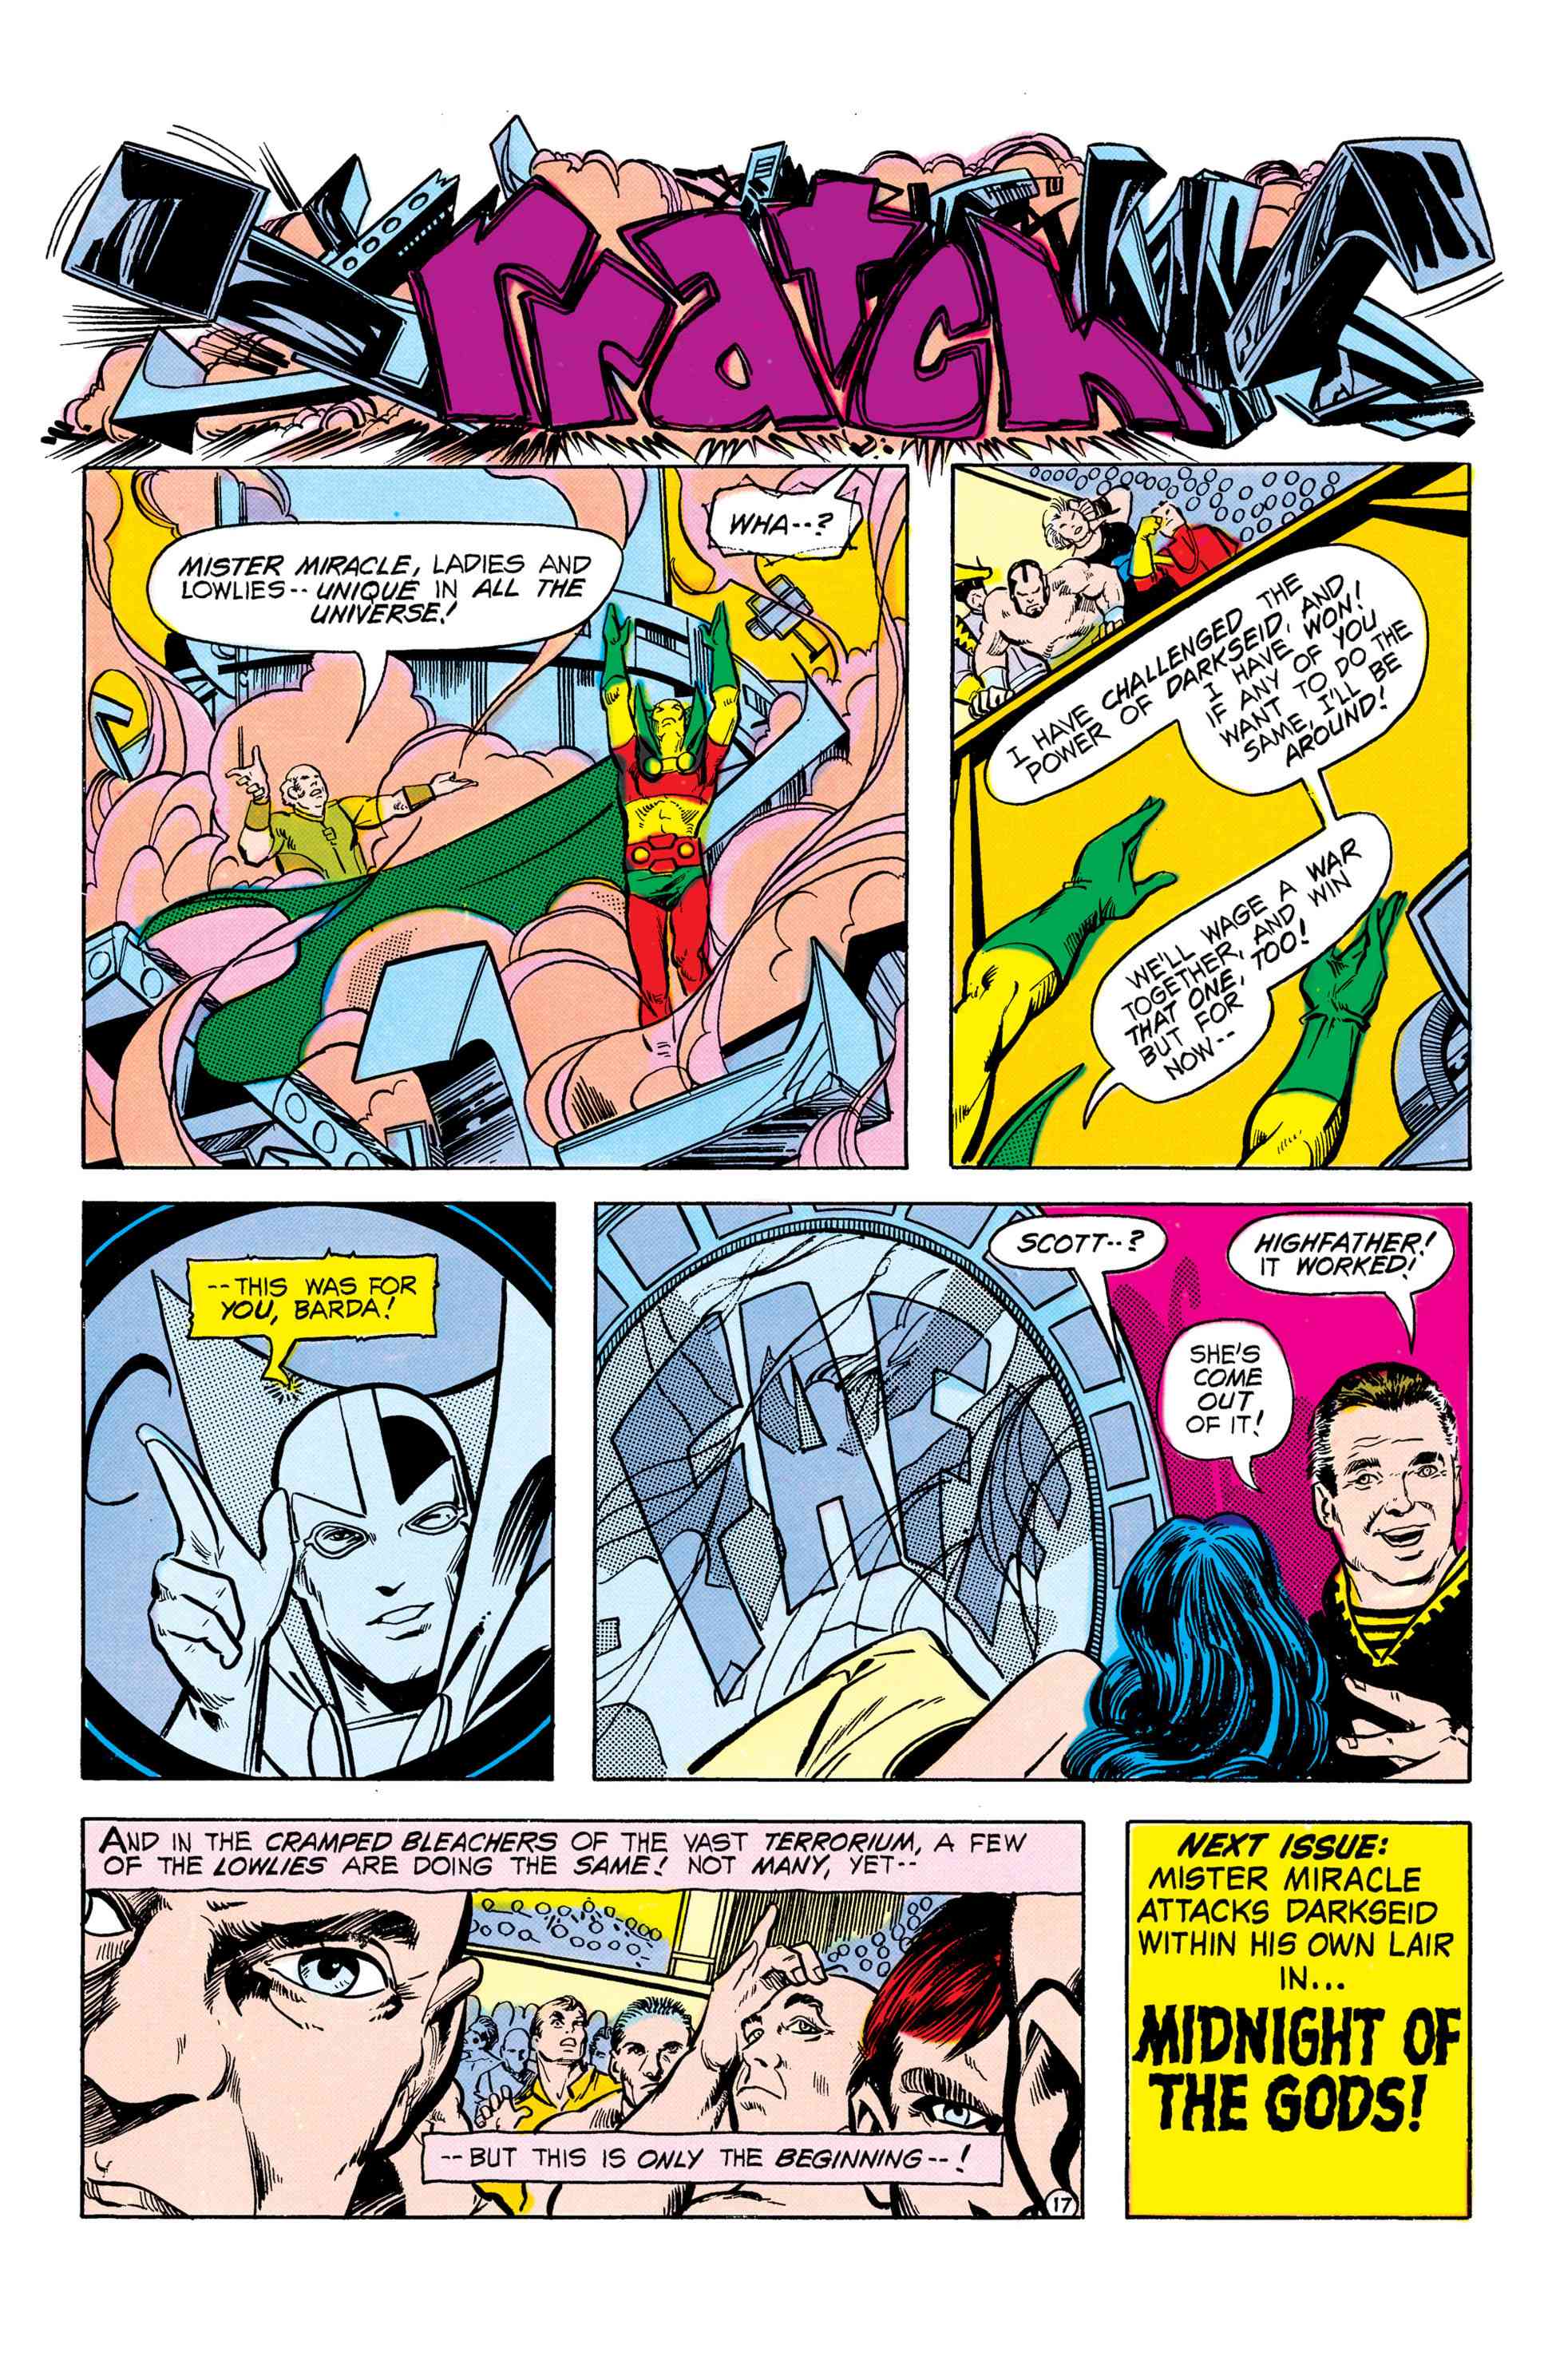 rratch
MISTER MIRACLE, LADIES AND
LOWLIES-- UNIQUE IN ALL THE
UNIVERSE!
WHA--?
I HAVE CHALLENGED THE
POWER OF DARKSEID, AND
I HAVE WON!
IF ANY OF YOU
WANT TO DO THE
SAME, I'LL BE
AROUND!
WE'LL WAGE A WAR
TOGETHER, AND WIN
THAT ONE, TOO!
BUT FOR
NOW--
--THIS WAS FOR
YOU, BARDA!
SCOTT--?
HIGHFATHER!
IT WORKED!
SHE'S
COME
OUT
OF IT!
AND IN THE CRAMPED BLEACHERS OF THE VAST TERRORIUM, A FEW
OF THE LOWLIES ARE DOING THE SAME! NOT MANY, YET--
--BUT THIS IS ONLY THE BEGINNING--!
17
NEXT ISSUE:
MISTER MIRACLE
ATTACKS DARKSEID
WITHIN HIS OWN LAIR
IN...
MIDNIGHT OF
THE GODS!